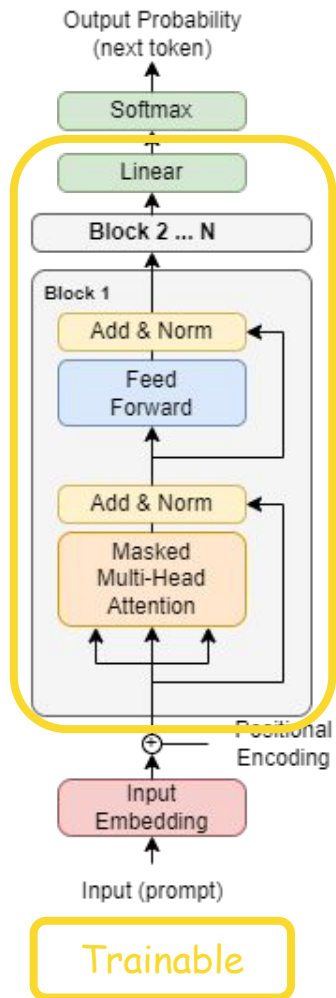 Output Probability
(next token)
Softmax
Linear
Block 2 ... N
Block 1
Add & Norm
Feed
Forward
Add & Norm
Masked
Multi-Head
Attention
Positional
Encoding
Input
Embedding
Input (prompt)
Trainable